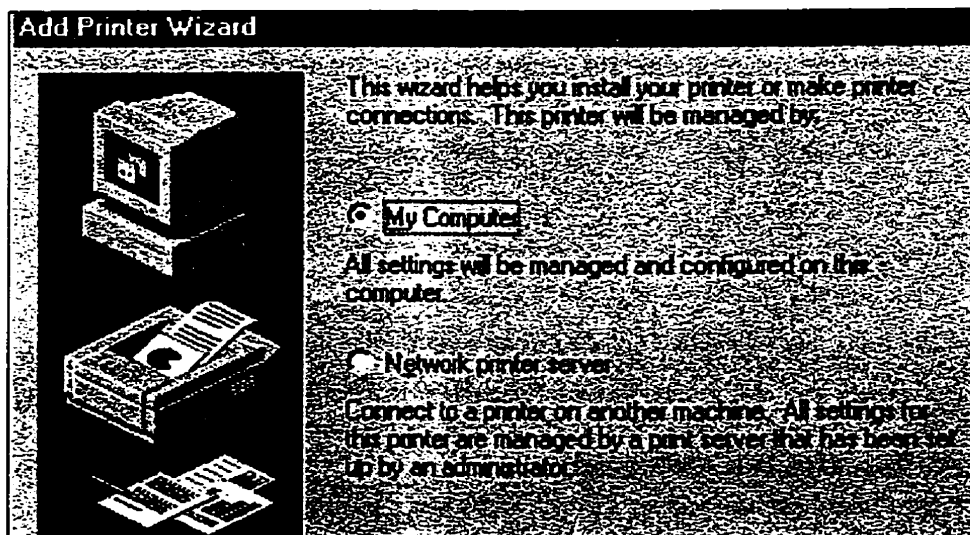 Add Printer Wizard
This wizard helps you install your printer or make printer
connections.  This printer will be managed by:
My Computer
All settings will be managed and configured on this
computer.
Network printer server.
Connect to a printer on another machine.  All settings for
this printer are managed by a print server that has been set
up by an administrator.